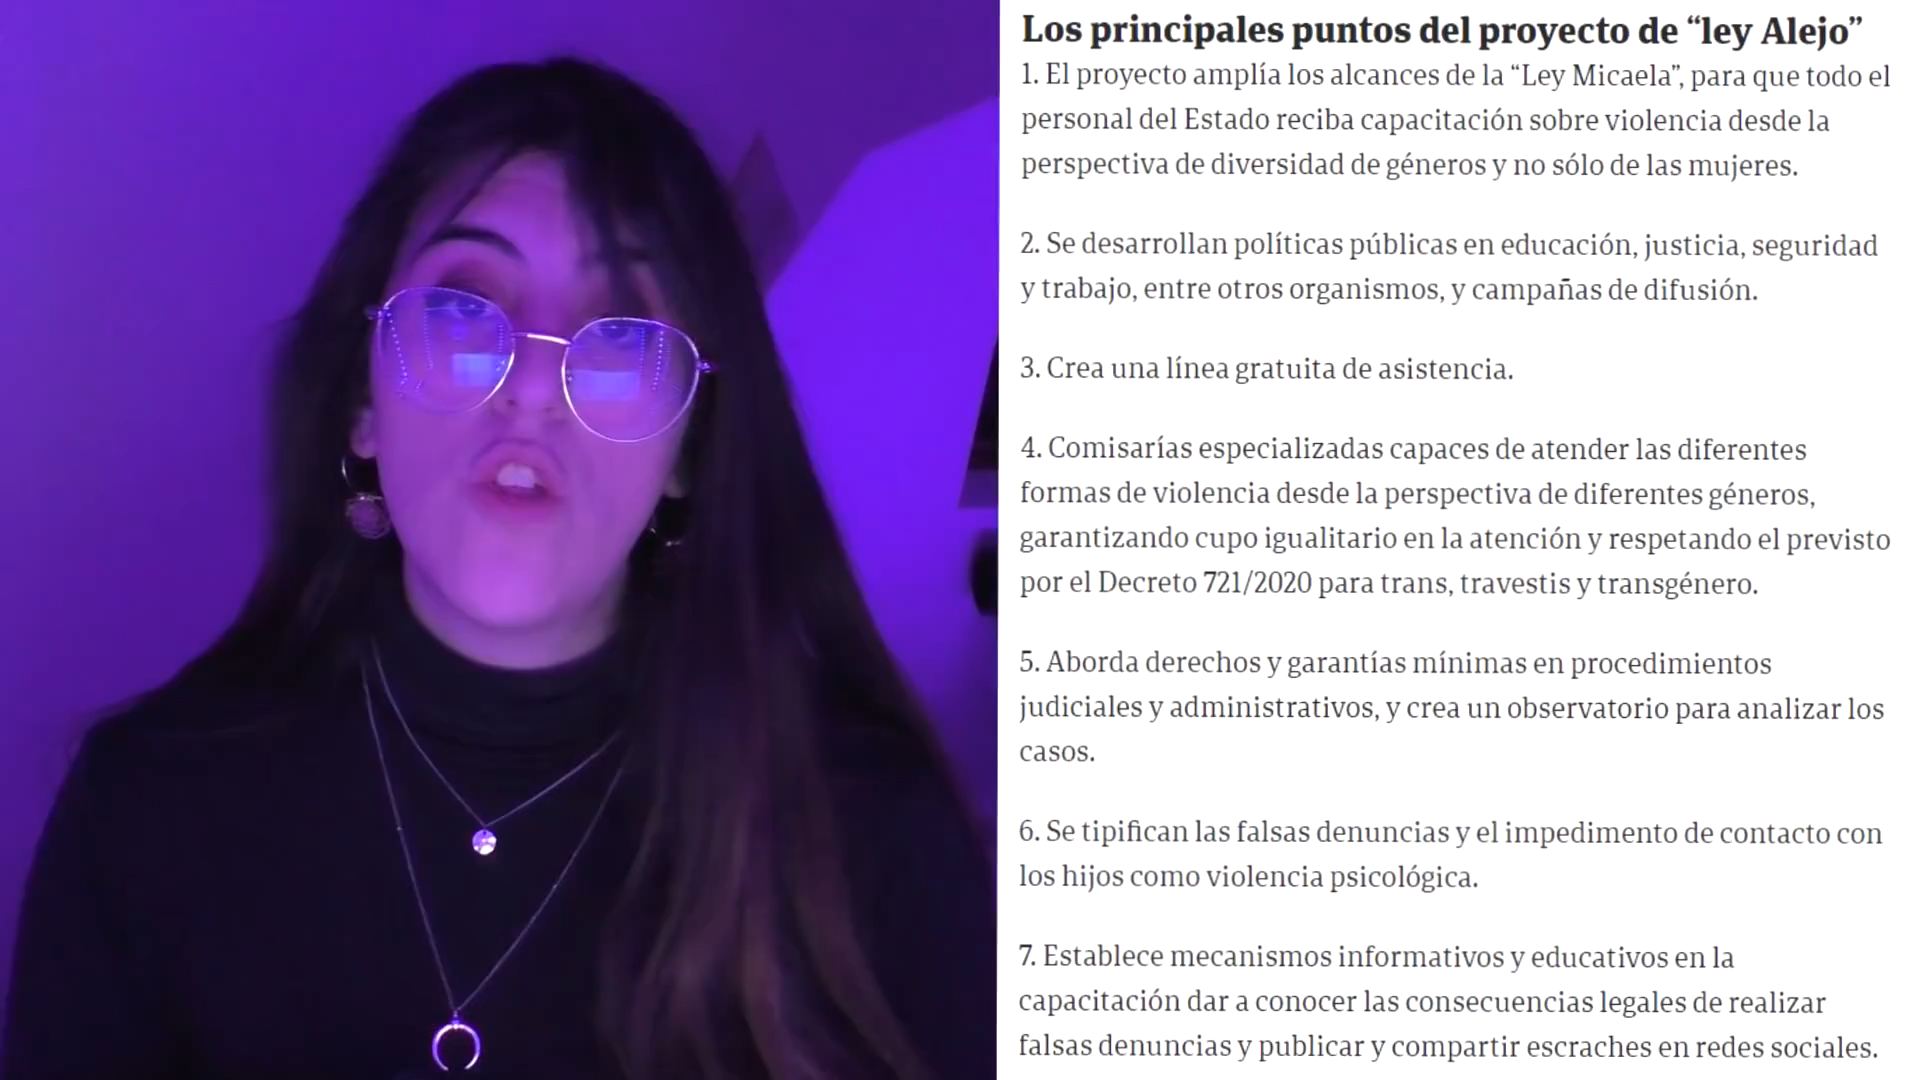 Los principales puntos del proyecto de “ley Alejo”
1. El proyecto amplía los alcances de la “Ley Micaela”, para que todo el
personal del Estado reciba capacitación sobre violencia desde la
perspectiva de diversidad de géneros y no sólo de las mujeres.
2. Se desarrollan políticas públicas en educación, justicia, seguridad
y trabajo, entre otros organismos, y campañas de difusión.
3. Crea una línea gratuita de asistencia.
4. Comisarías especializadas capaces de atender las diferentes
formas de violencia desde la perspectiva de diferentes géneros,
garantizando cupo igualitario en la atención y respetando el previsto
por el Decreto 721/2020 para trans, travestis y transgénero.
5. Aborda derechos y garantías mínimas en procedimientos
judiciales y administrativos, y crea un observatorio para analizar los
casos.
6. Se tipifican las falsas denuncias y el impedimento de contacto con
los hijos como violencia psicológica.
7. Establece mecanismos informativos y educativos en la
capacitación dar a conocer las consecuencias legales de realizar
falsas denuncias y publicar y compartir escraches en redes sociales.